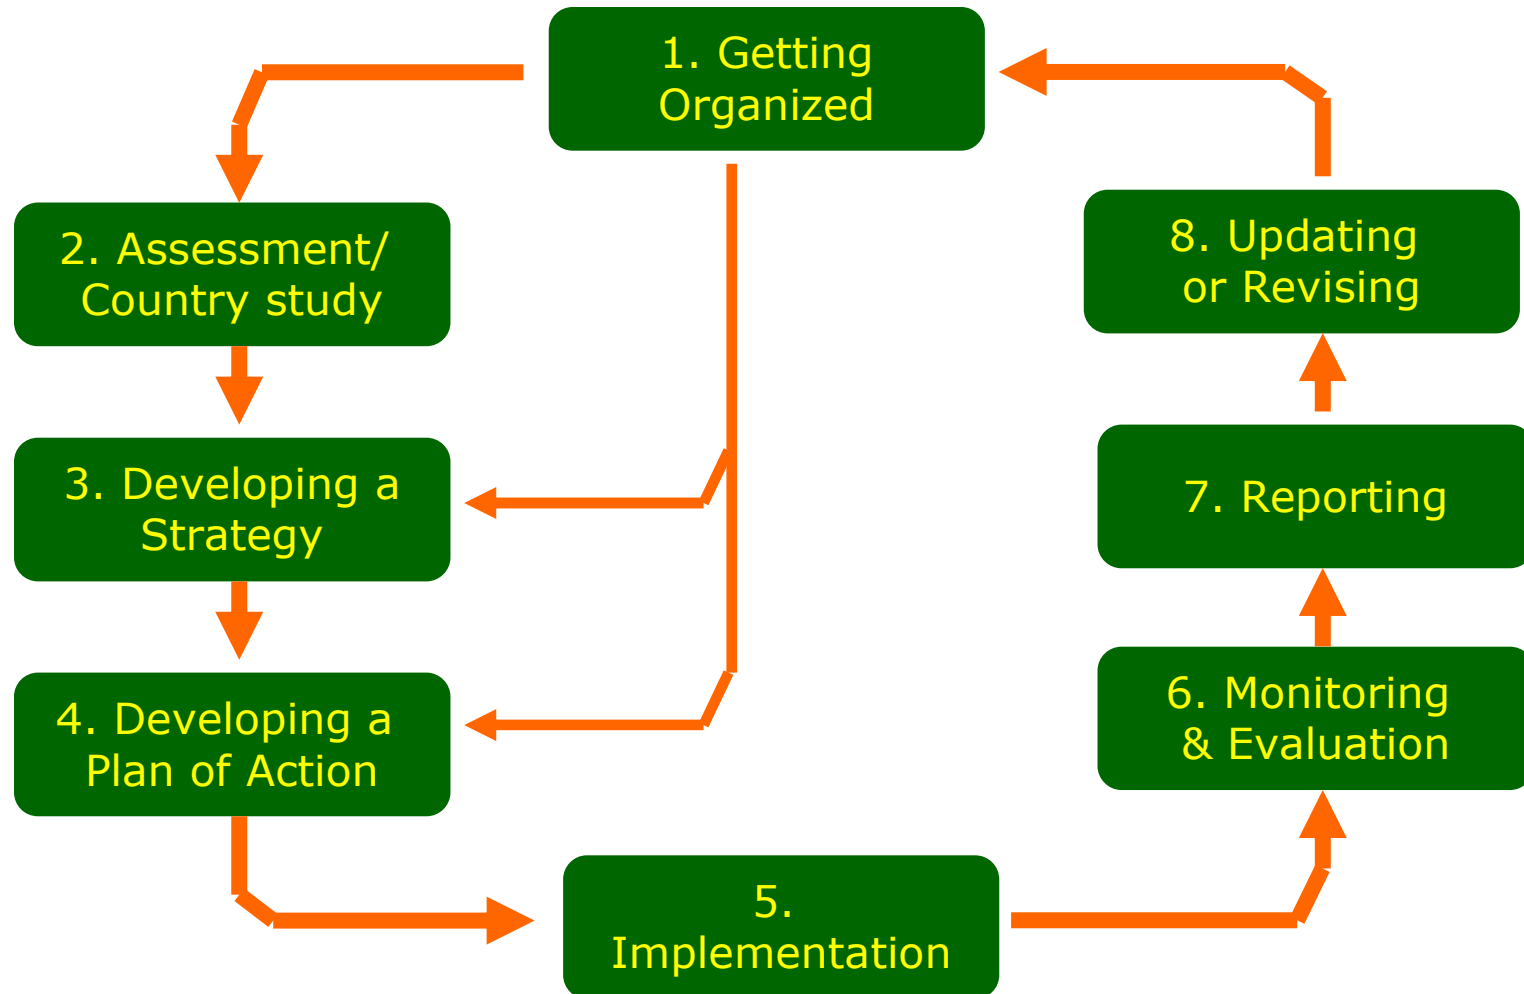 1. Getting
Organized
2. Assessment/
Country study
3. Developing a
Strategy
4. Developing a
Plan of Action
5.
Implementation
6. Monitoring
& Evaluation
7. Reporting
8. Updating
or Revising